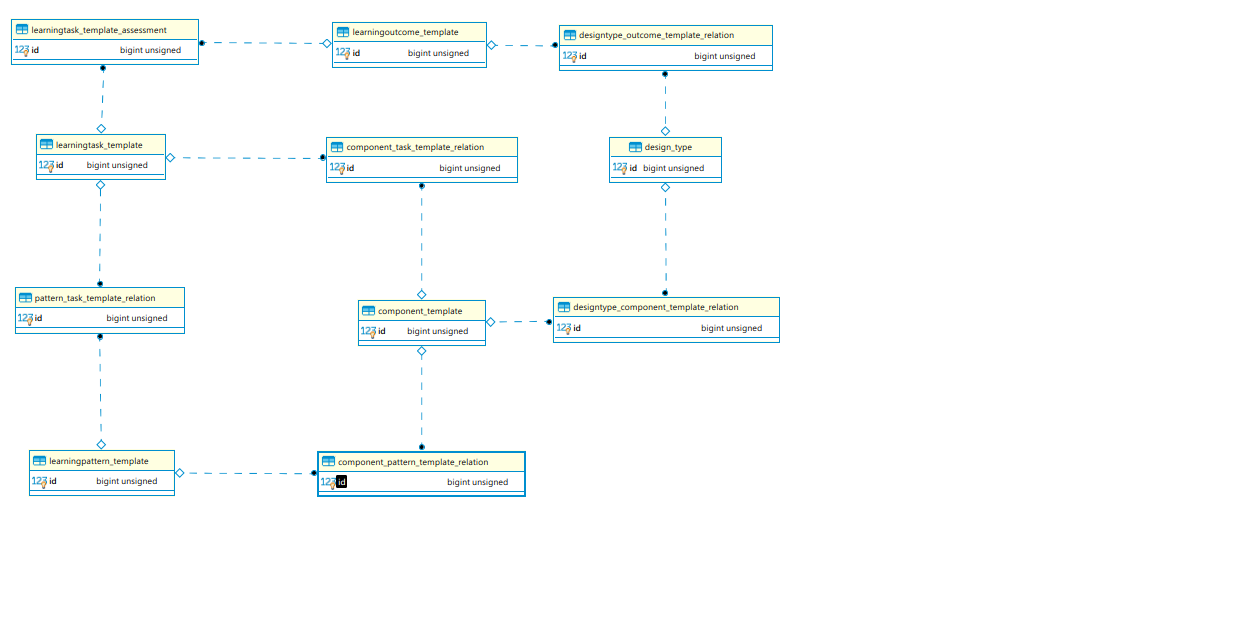 learningtask_template_assessment
123 id bigint unsigned
learningoutcome_template
123 id bigint unsigned
designtype_outcome_template_relation
123 id bigint unsigned
learningtask_template
123 id bigint unsigned
component_task_template_relation
123 id bigint unsigned
design_type
123 id bigint unsigned
pattern_task_template_relation
123 id bigint unsigned
component_template
123 id bigint unsigned
designtype_component_template_relation
123 id bigint unsigned
learningpattern_template
123 id bigint unsigned
component_pattern_template_relation
123 id bigint unsigned